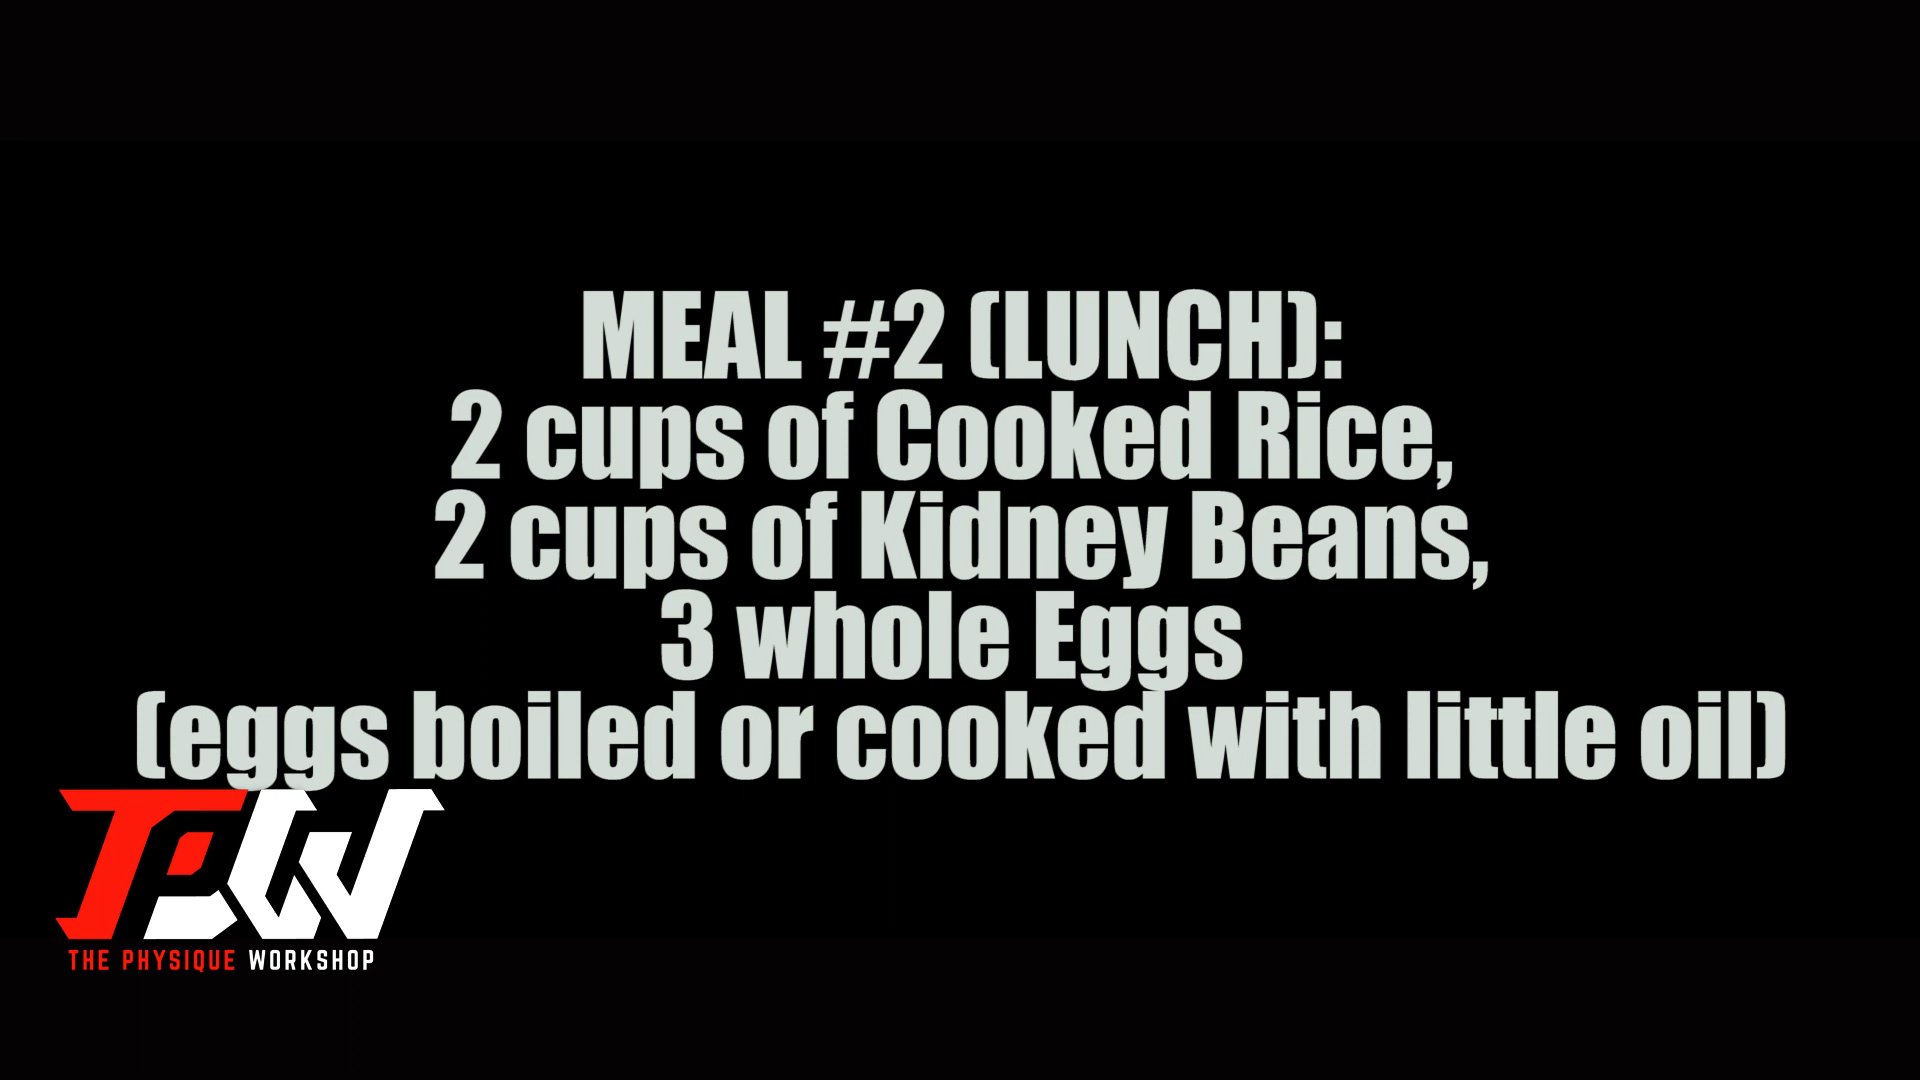 MEAL #2 (LUNCH):
2 cups of Cooked Rice,
2 cups of Kidney Beans,
3 whole Eggs
(eggs boiled or cooked with little oil)
TPW
THE PHYSIQUE WORKSHOP